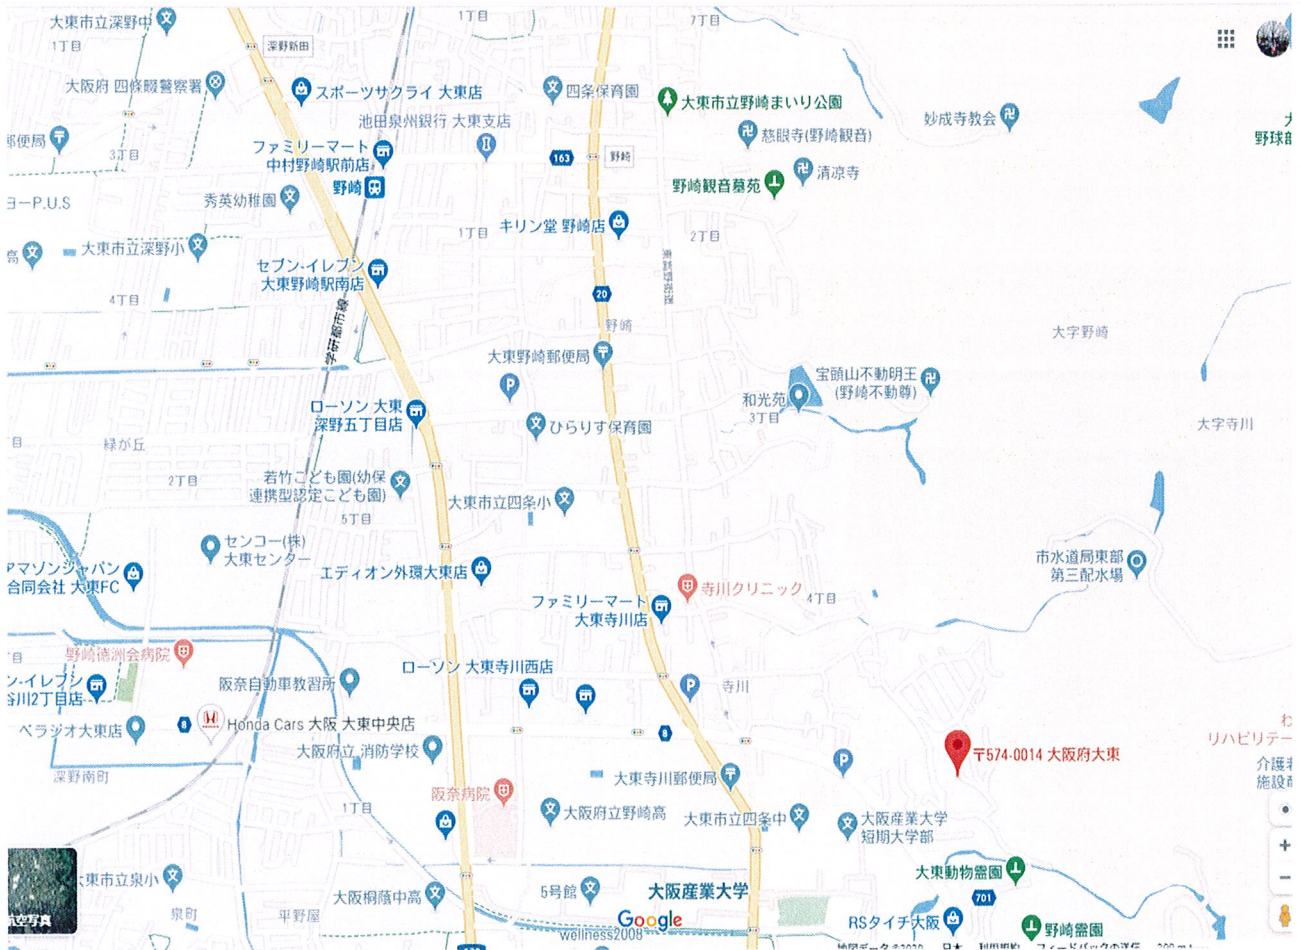 大東市立深野中
1丁目
1丁目
7丁目
深野新田
大阪府 四條畷警察署
スポーツサクライ 大東店
四条保育園
大東市立野崎まいり公園
池田泉州銀行 大東支店
妙成寺教会
慈眼寺(野崎観音)
郵便局
3丁目
ファミリーマート
中村野崎駅前店
163
野崎
野球部
清凉寺
野崎
野崎観音墓苑
秀英幼稚園
ヨーP.U.S
キリン堂 野崎店
1丁目
2丁目
高
大東市立深野小
セブン-イレブン
大東野崎駅南店
東高野街道
4丁目
20
学研都市線
野崎
大字野崎
大東野崎郵便局
宝頭山不動明王
(野崎不動尊)
和光苑
3丁目
ローソン 大東
深野五丁目店
ひらりす保育園
大字寺川
緑が丘
2丁目
若竹こども園(幼保
連携型認定こども園)
大東市立四条小
5丁目
センコー(株)
大東センター
市水道局東部
第三配水場
アマゾンジャパン
合同会社 大東FC
エディオン外環大東店
寺川クリニック
4丁目
ファミリーマート
大東寺川店
野崎徳洲会病院
ローソン 大東寺川西店
ン-イレブン
谷川2丁目店
阪奈自動車教習所
寺川
ベラジオ大東店
8
Honda Cars 大阪 大東中央店
8
リハビリテー
大阪府立 消防学校
〒574-0014 大阪府大東
深野南町
大東寺川郵便局
阪奈病院
1丁目
大阪府立野崎高
大東市立四条中
大阪産業大学
短期大学部
大東動物霊園
大東市立泉小
大阪桐蔭中高
5号館
大阪産業大学
701
泉町
平野屋
Google
RSタイチ大阪
野崎霊園
航空写真
wellness2008